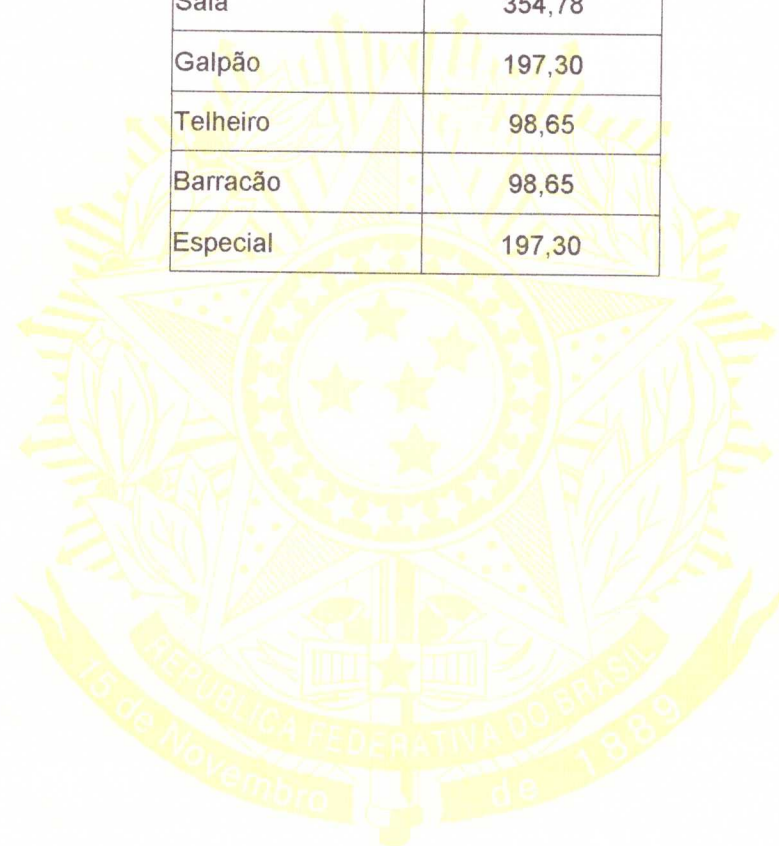 Sala 354,78
Galpão 197,30
Telheiro 98,65
Barracão 98,65
Especial 197,30
REPUBLICA FEDERATIVA DO BRASIL
15 de Novembro de 1889